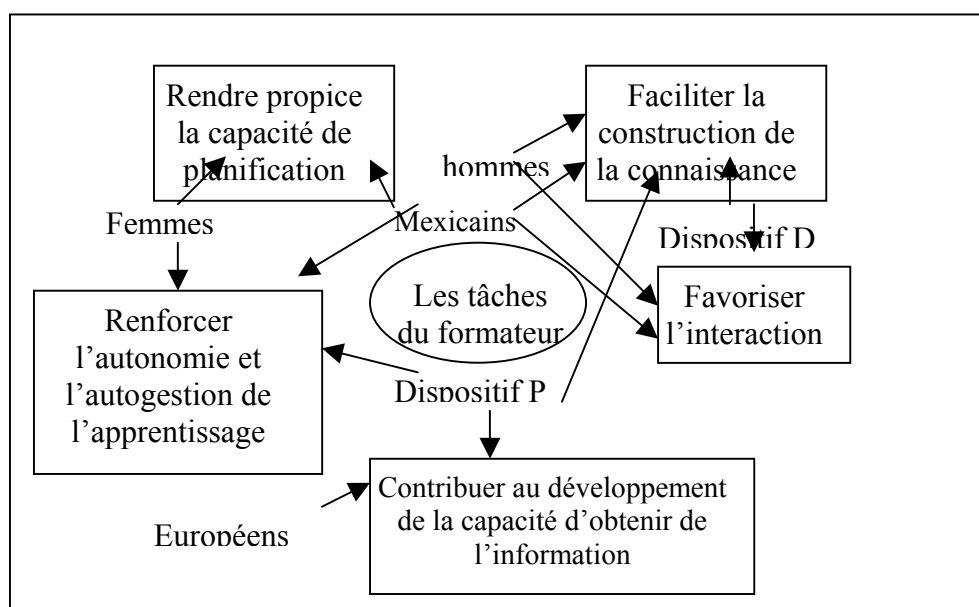 Rendre propice
la capacité de
planification
Faciliter la
construction de
la connaissance
hommes
Femmes
Mexicains
Dispositif D
Les tâches
du formateur
Favoriser
l’interaction
Renforcer
l’autonomie et
l’autogestion de
l’apprentissage
Dispositif P
Contribuer au développement
de la capacité d’obtenir de
l’information
Européens